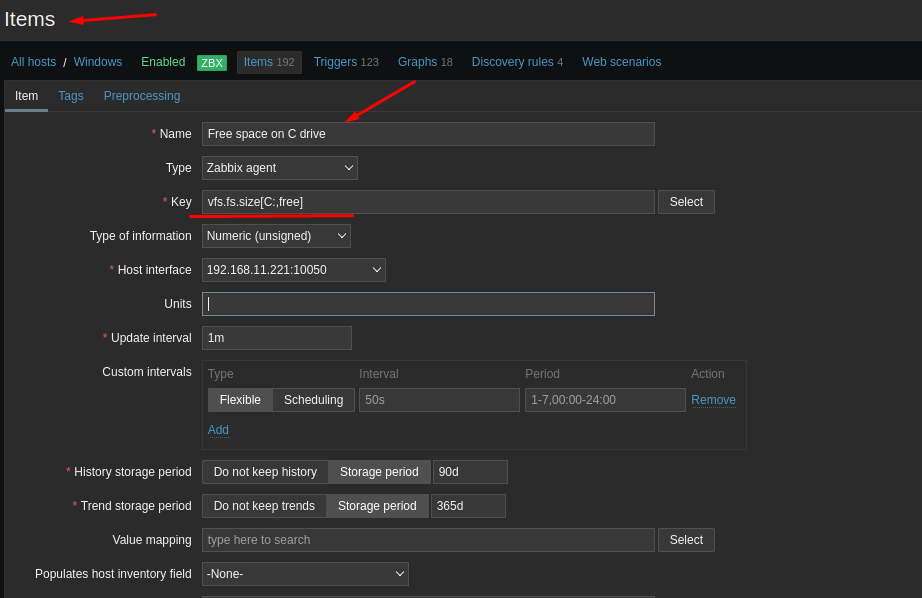 Items
All hosts / Windows Enabled ZBX Items 192 Triggers 123 Graphs 18 Discovery rules 4 Web scenarios
Item Tags Preprocessing
* Name Free space on C drive
Type Zabbix agent
* Key vfs.fs.size[C:,free] Select
Type of information Numeric (unsigned)
* Host interface 192.168.11.221:10050
Units
* Update interval 1m
Custom intervals Type Interval Period Action
Flexible Scheduling 50s 1-7,00:00-24:00 Remove
Add
* History storage period Do not keep history Storage period 90d
* Trend storage period Do not keep trends Storage period 365d
Value mapping type here to search Select
Populates host inventory field -None-